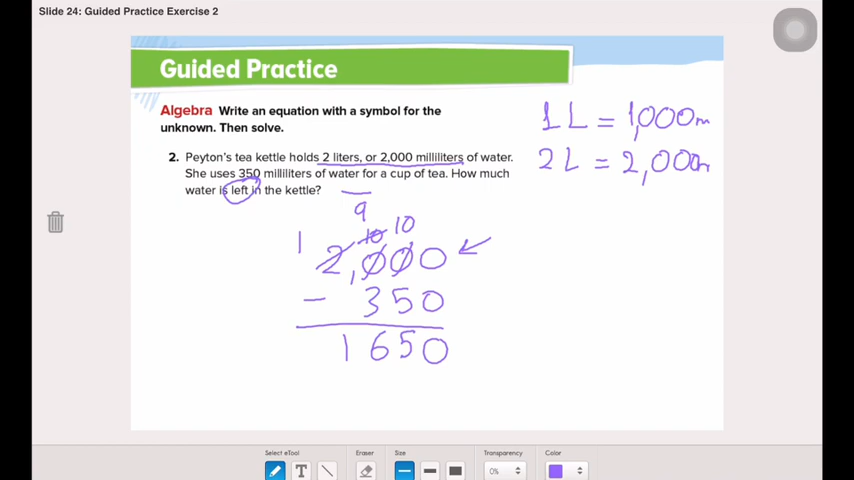 Slide 24: Guided Practice Exercise 2
Guided Practice
Algebra Write an equation with a symbol for the
unknown. Then solve.
1 L = 1,000m
2 L = 2,000m
2. Peyton's tea kettle holds 2 liters, or 2,000 milliliters of water.
She uses 350 milliliters of water for a cup of tea. How much
water is left in the kettle?
9
10 10
1
2,000
- 350
1650
Select eTool
Eraser
Size
Transparency
Color
T
0%